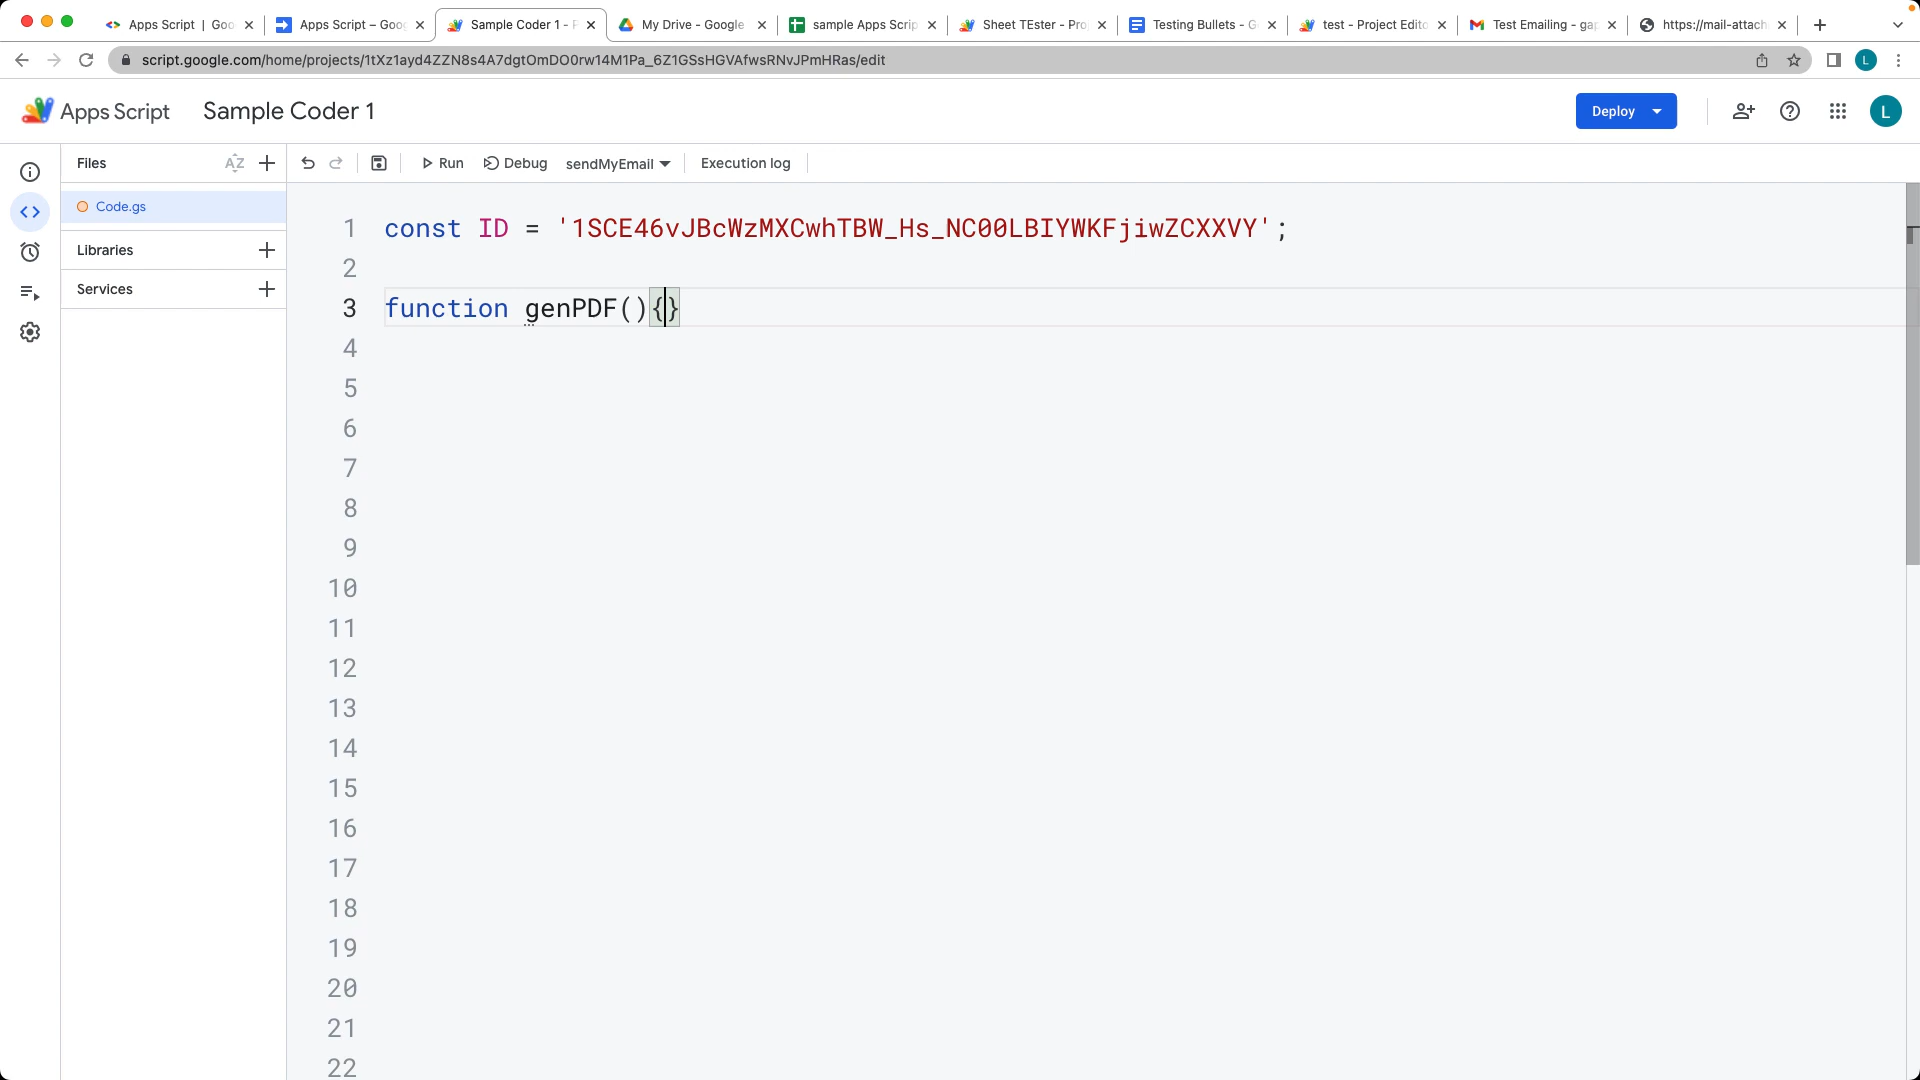 Apps Script | Goo
Apps Script – Goog
Sample Coder 1 - P
My Drive - Google
sample Apps Scrip
Sheet TEster - Pro
Testing Bullets - G
test - Project Edito
Test Emailing - ga
https://mail-attach
script.google.com/home/projects/1tXz1ayd4ZZN8s4A7dgtOmDO0rw14M1Pa_6Z1GSsHGVAfwsRNvJPmHRas/edit
L
Apps Script
Sample Coder 1
Deploy
L
Files
AZ
Run
Debug
sendMyEmail
Execution log
Code.gs
Libraries
Services
1 const ID = '1SCE46vJBcWzMXCwhTBW_Hs_NC00LBIYWKFjiwZCXXVY';
2
3 function genPDF(){}
4
5
6
7
8
9
10
11
12
13
14
15
16
17
18
19
20
21
22